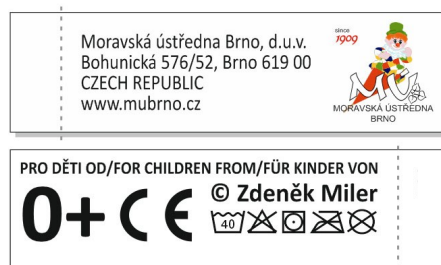 Moravská ústředna Brno, d.u.v.
Bohunická 576/52, Brno 619 00
CZECH REPUBLIC
www.mubrno.cz
since
1909
MU
MORAVSKÁ ÚSTŘEDNA
BRNO
PRO DĚTI OD/FOR CHILDREN FROM/FÜR KINDER VON
0+ CE
© Zdeněk Miler
40